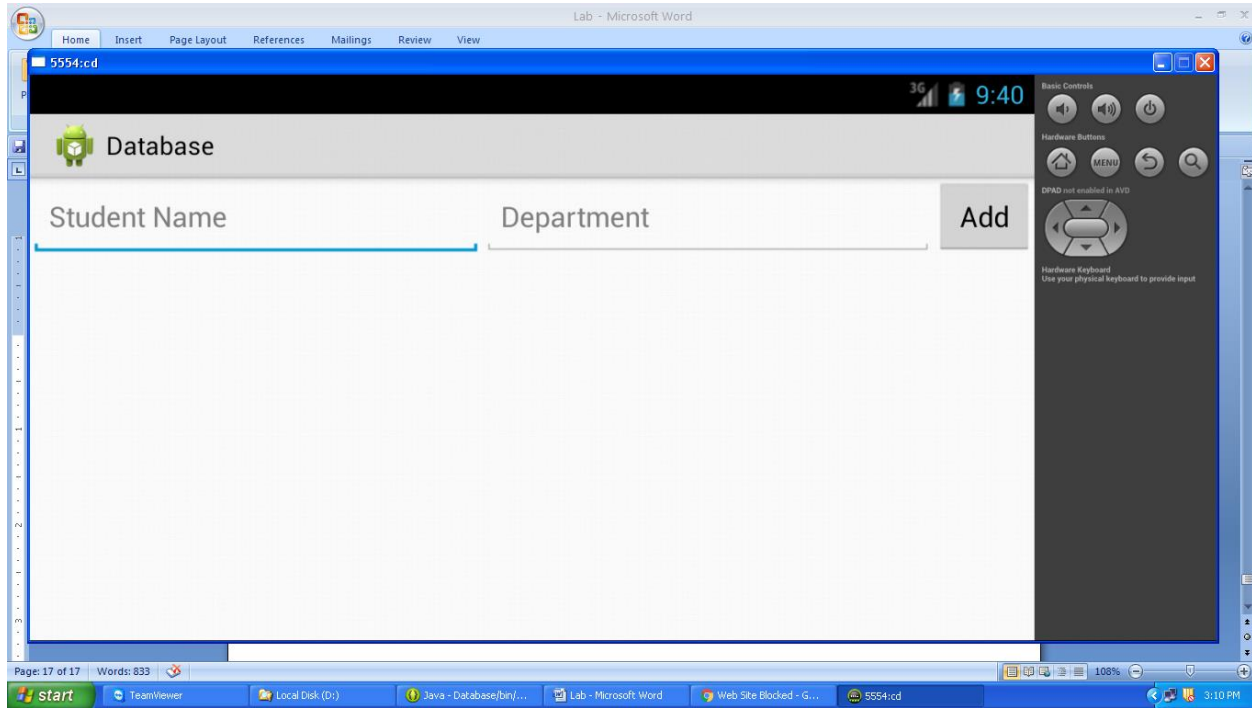 Lab - Microsoft Word
Home Insert Page Layout References Mailings Review View
5554:cd
3G 9:40
Database
Student Name
Department
Add
Basic Controls
Hardware Buttons
MENU
DPAD not enabled in AVD
Hardware Keyboard
Use your physical keyboard to provide input
Page: 17 of 17 Words: 833
108%
start TeamViewer Local Disk (D:) Java - Database/bin/... Lab - Microsoft Word Web Site Blocked - G... 5554:cd 3:10 PM